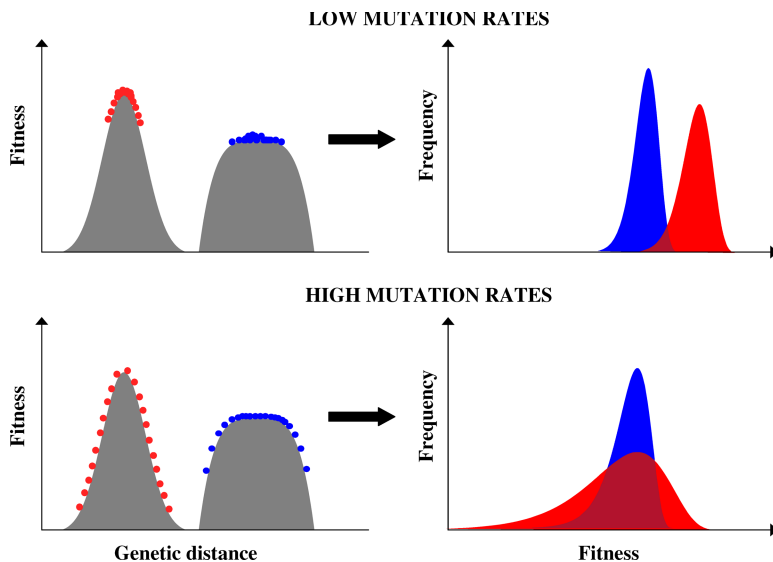 LOW MUTATION RATES
Fitness
Frequency
HIGH MUTATION RATES
Fitness
Frequency
Genetic distance
Fitness